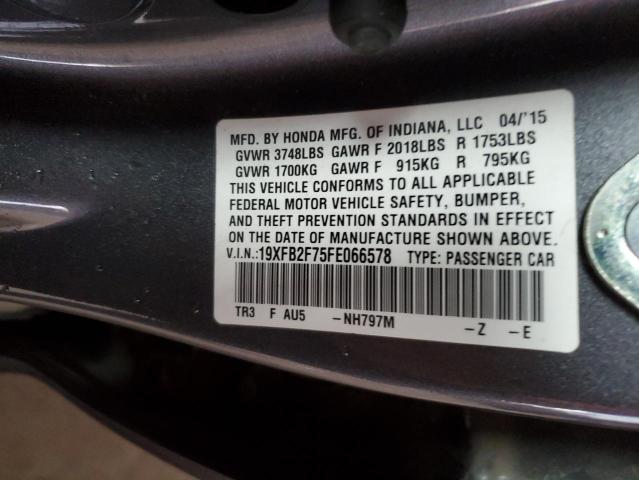 MFD. BY HONDA MFG. OF INDIANA, LLC 04/'15
GVWR 3748LBS GAWR F 2018LBS R 1753LBS
GVWR 1700KG GAWR F 915KG R 795KG
THIS VEHICLE CONFORMS TO ALL APPLICABLE
FEDERAL MOTOR VEHICLE SAFETY, BUMPER,
AND THEFT PREVENTION STANDARDS IN EFFECT
ON THE DATE OF MANUFACTURE SHOWN ABOVE.
V.I.N.:19XFB2F75FE066578 TYPE: PASSENGER CAR
TR3 F AU5 -NH797M -Z -E